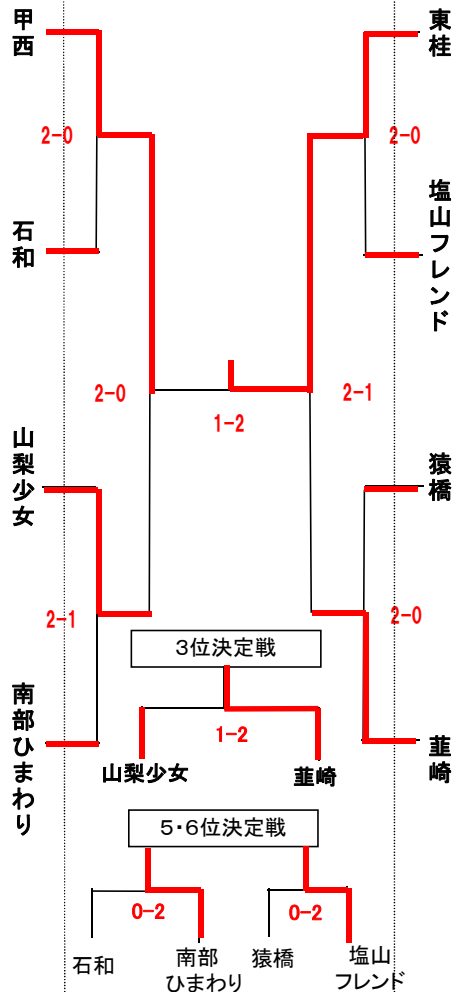 甲西
東桂
2-0
2-0
石和
塩山フレンド
2-0
2-1
1-2
山梨少女
猿橋
2-1
2-0
3位決定戦
南部ひまわり
韮崎
1-2
山梨少女
韮崎
5・6位決定戦
0-2
0-2
石和
南部
ひまわり
猿橋
塩山
フレンド